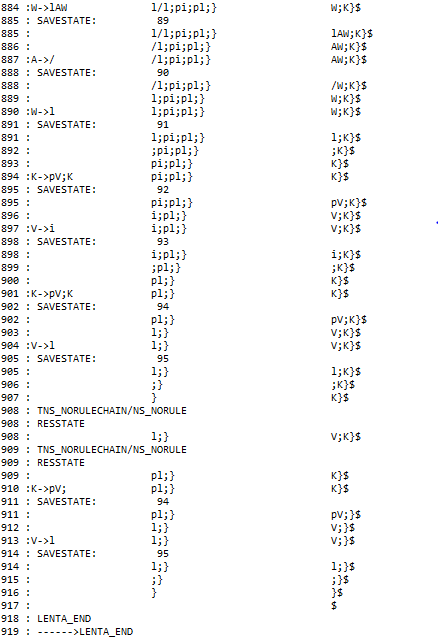 884 :W->lAW l/l;pi;pl;} W;K}$
885 : SAVESTATE: 89
885 : l/l;pi;pl;} lAW;K}$
886 : /l;pi;pl;} AW;K}$
887 :A->/ /l;pi;pl;} AW;K}$
888 : SAVESTATE: 90
888 : /l;pi;pl;} /W;K}$
889 : l;pi;pl;} W;K}$
890 :W->l l;pi;pl;} W;K}$
891 : SAVESTATE: 91
891 : l;pi;pl;} l;K}$
892 : ;pi;pl;} ;K}$
893 : pi;pl;} K}$
894 :K->pV;K pi;pl;} K}$
895 : SAVESTATE: 92
895 : pi;pl;} pV;K}$
896 : i;pl;} V;K}$
897 :V->i i;pl;} V;K}$
898 : SAVESTATE: 93
898 : i;pl;} i;K}$
899 : ;pl;} ;K}$
900 : pl;} K}$
901 :K->pV;K pl;} K}$
902 : SAVESTATE: 94
902 : pl;} pV;K}$
903 : l;} V;K}$
904 :V->l l;} V;K}$
905 : SAVESTATE: 95
905 : l;} l;K}$
906 : ;} ;K}$
907 : } K}$
908 : TNS_NORULECHAIN/NS_NORULE
908 : RESSTATE
908 : l;} V;K}$
909 : TNS_NORULECHAIN/NS_NORULE
909 : RESSTATE
909 : pl;} K}$
910 :K->pV; pl;} K}$
911 : SAVESTATE: 94
911 : pl;} pV;}$
912 : l;} V;}$
913 :V->l l;} V;}$
914 : SAVESTATE: 95
914 : l;} l;}$
915 : ;} ;}$
916 : } }$
917 : $
918 : LENTA_END
919 : ------>LENTA_END